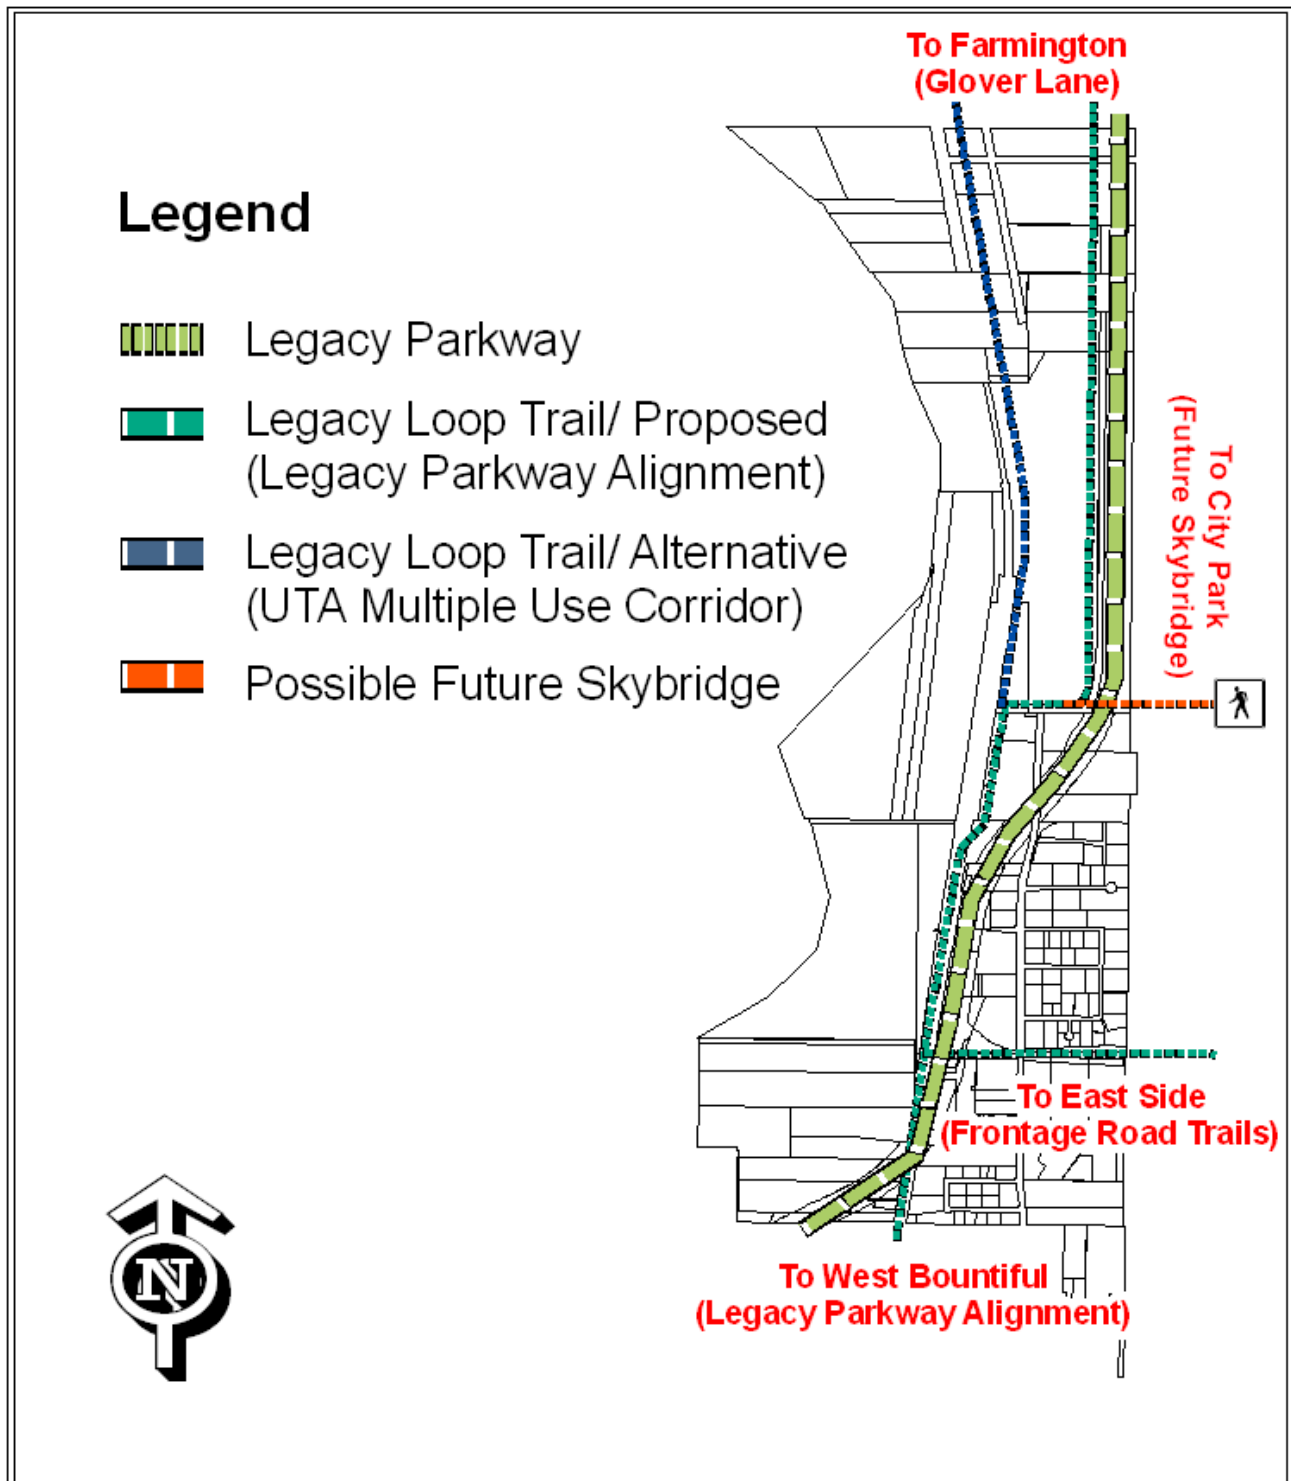 To Farmington
(Glover Lane)
Legend
Legacy Parkway
Legacy Loop Trail/ Proposed
(Legacy Parkway Alignment)
Legacy Loop Trail/ Alternative
(UTA Multiple Use Corridor)
Possible Future Skybridge
To City Park
(Future Skybridge)
To East Side
(Frontage Road Trails)
To West Bountiful
(Legacy Parkway Alignment)
N